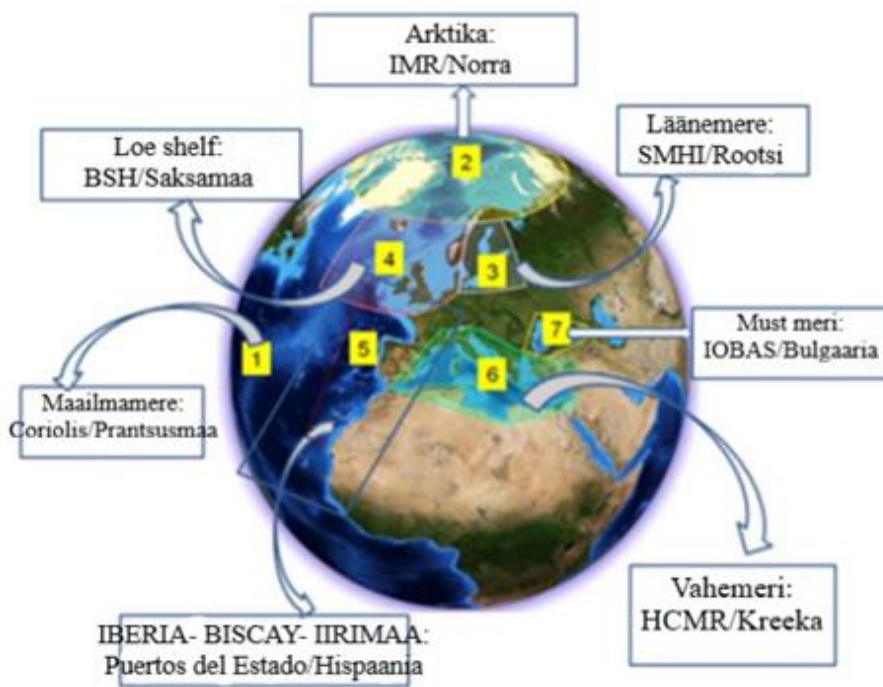 Arktika:
IMR/Norra
Loe shelf:
BSH/Saksamaa
Läänemere:
SMHI/Rootsi
2
4
3
Must meri:
IOBAS/Bulgaaria
7
1
5
6
Maailmamere:
Coriolis/Prantsusmaa
Vahemeri:
HCMR/Kreeka
IBERIA- BISCAY- IIRIMAA:
Puertos del Estado/Hispaania